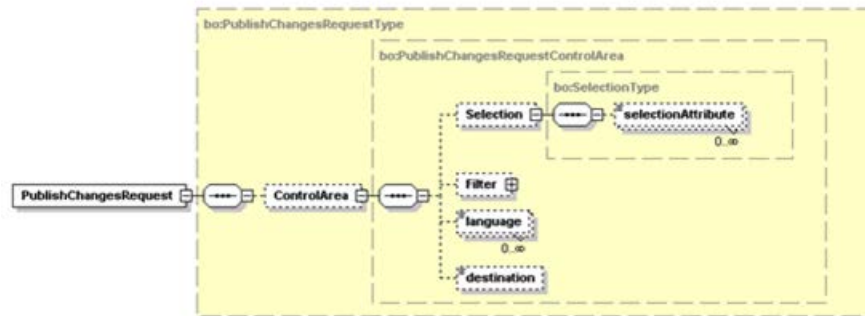 bo:PublishChangesRequestType
bo:PublishChangesRequestControlArea
bo:SelectionType
Selection
selectionAttribute
0..∞
Filter
PublishChangesRequest
ControlArea
language
0..∞
destination